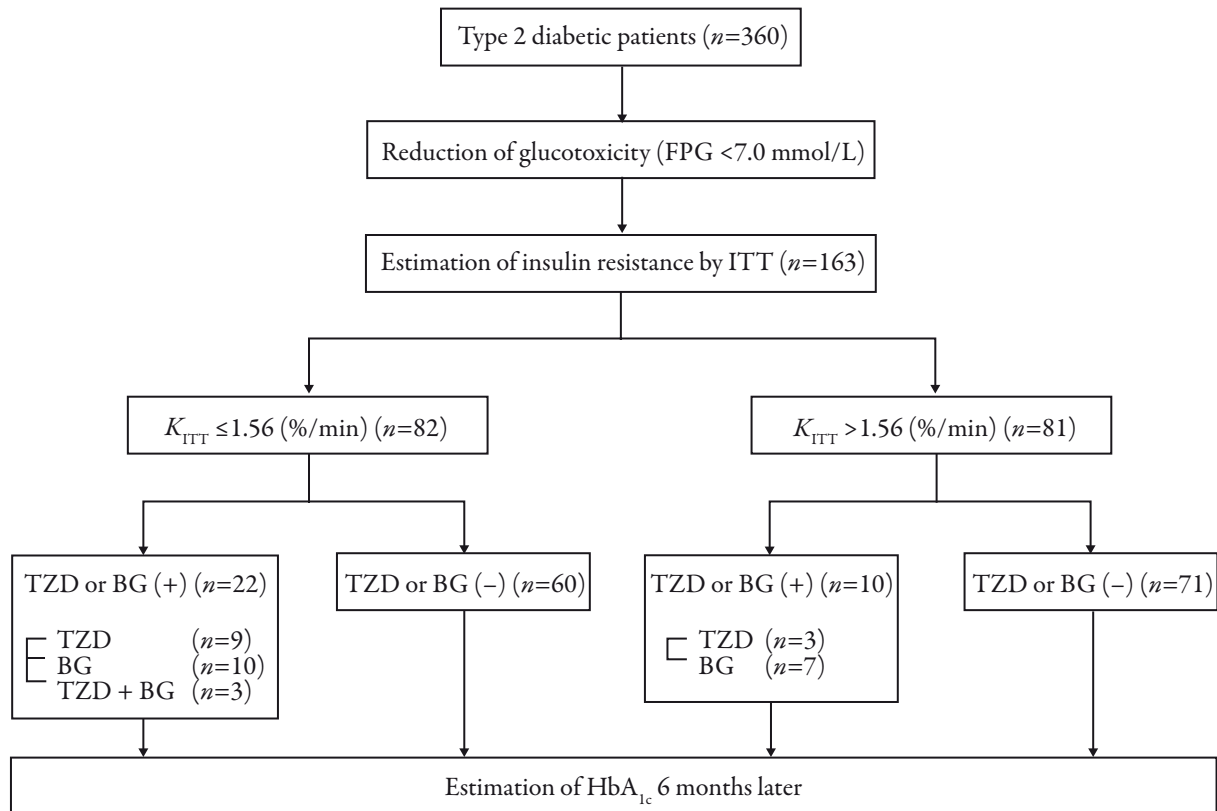 Type 2 diabetic patients (n=360)
Reduction of glucotoxicity (FPG <7.0 mmol/L)
Estimation of insulin resistance by ITT (n=163)
K_ITT ≤1.56 (%/min) (n=82)
K_ITT >1.56 (%/min) (n=81)
TZD or BG (+) (n=22)
TZD (n=9)
BG (n=10)
TZD + BG (n=3)
TZD or BG (–) (n=60)
TZD or BG (+) (n=10)
TZD (n=3)
BG (n=7)
TZD or BG (–) (n=71)
Estimation of HbA_1c 6 months later